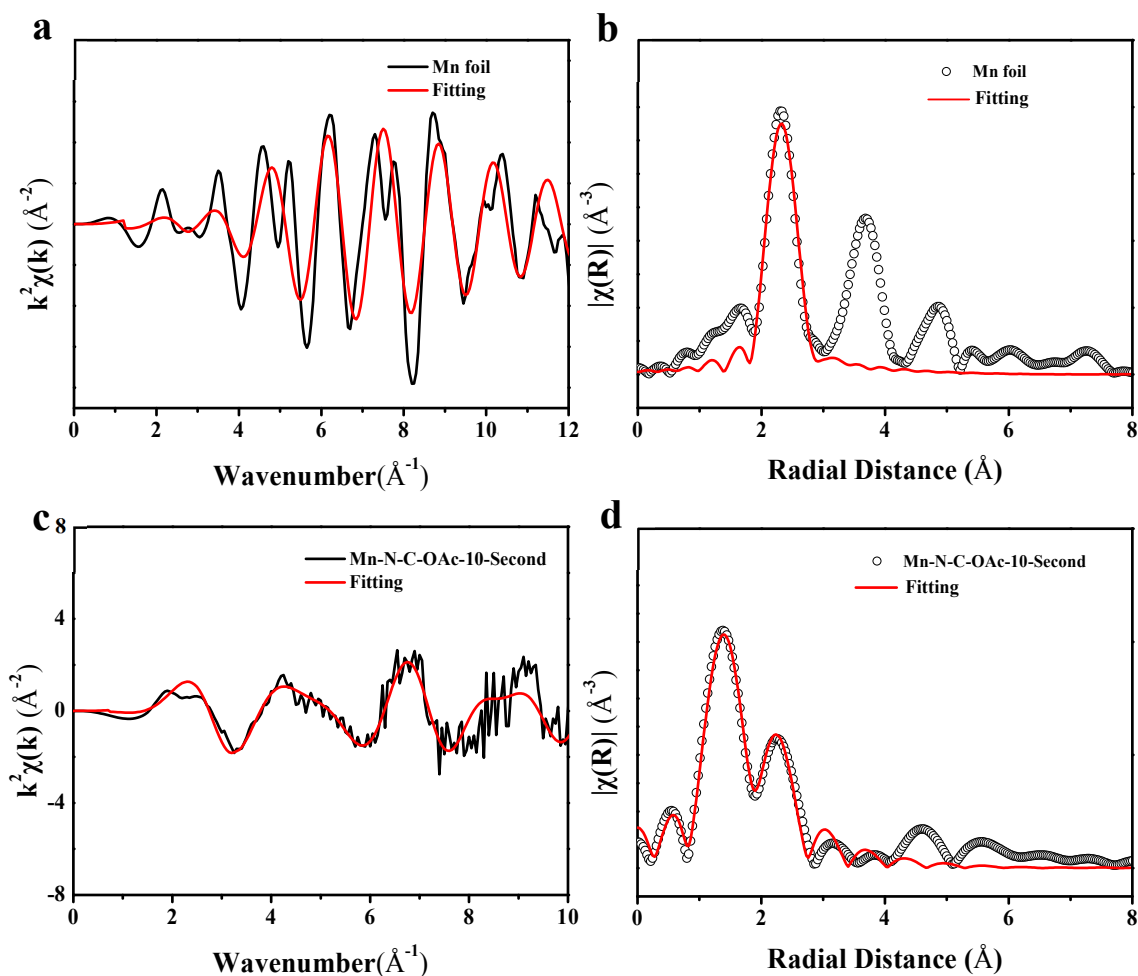 a
Mn foil
Fitting
k²χ(k) (Å⁻²)
0 2 4 6 8 10 12
Wavenumber(Å⁻¹)
b
Mn foil
Fitting
|χ(R)| (Å⁻³)
0 2 4 6 8
Radial Distance (Å)
c
8
4
0
-4
-8
Mn-N-C-OAc-10-Second
Fitting
k²χ(k) (Å⁻²)
0 2 4 6 8 10
Wavenumber(Å⁻¹)
d
Mn-N-C-OAc-10-Second
Fitting
|χ(R)| (Å⁻³)
0 2 4 6 8
Radial Distance (Å)